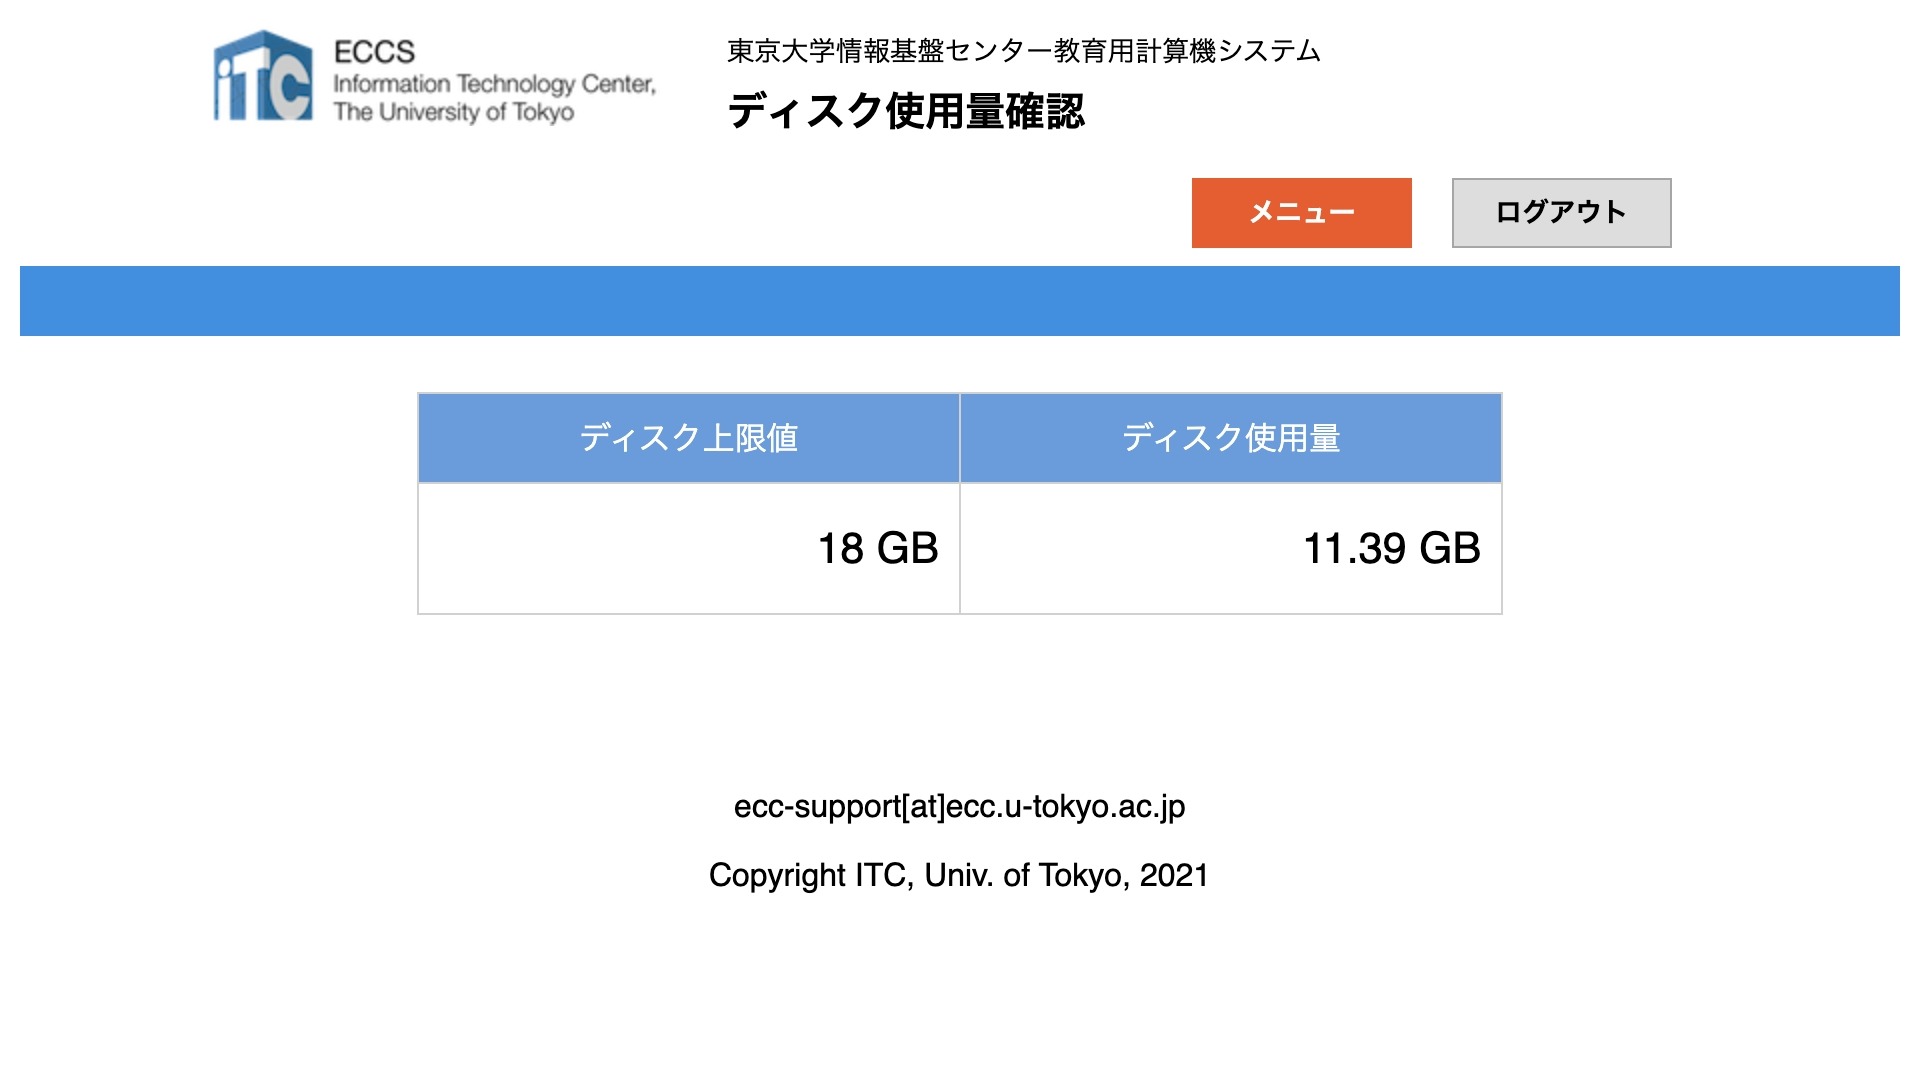 iTC
ECCS
Information Technology Center,
The University of Tokyo
東京大学情報基盤センター教育用計算機システム
ディスク使用量確認
メニュー
ログアウト
ディスク上限値
ディスク使用量
18 GB
11.39 GB
ecc-support[at]ecc.u-tokyo.ac.jp
Copyright ITC, Univ. of Tokyo, 2021